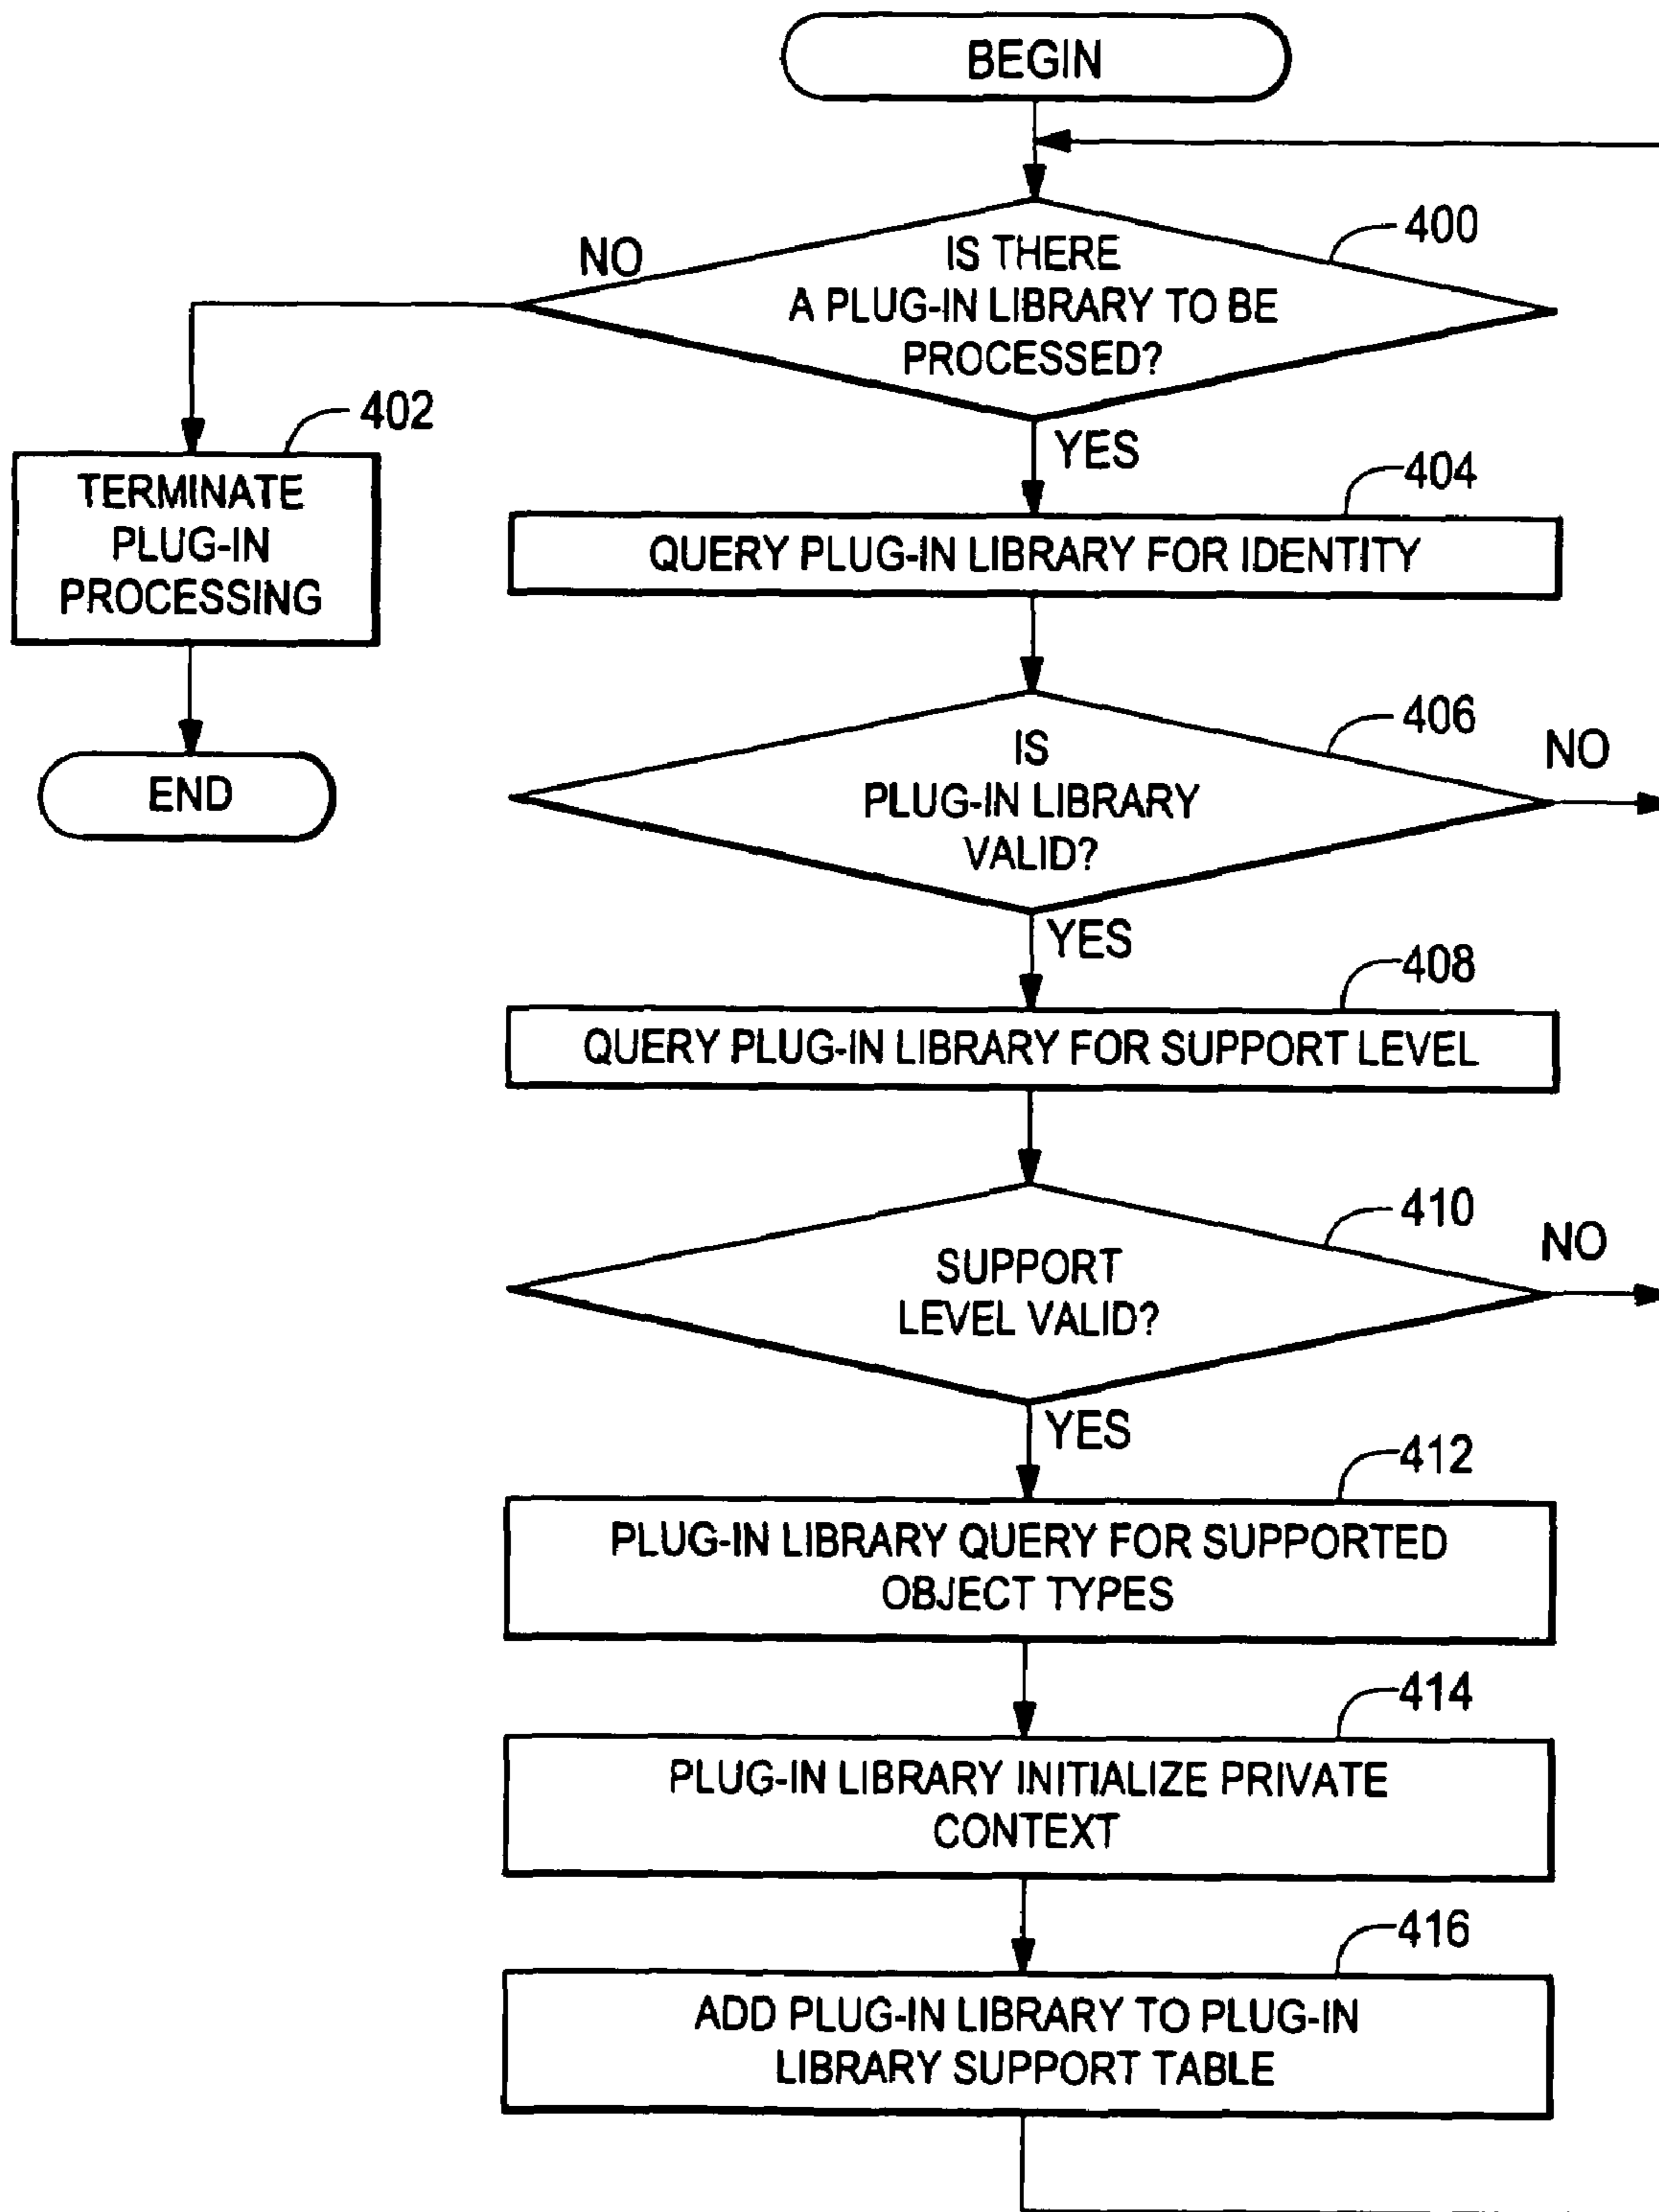 BEGIN
400
NO
IS THERE
A PLUG-IN LIBRARY TO BE
PROCESSED?
402
YES
TERMINATE
PLUG-IN
PROCESSING
404
QUERY PLUG-IN LIBRARY FOR IDENTITY
406
NO
IS
PLUG-IN LIBRARY
VALID?
END
YES
408
QUERY PLUG-IN LIBRARY FOR SUPPORT LEVEL
410
NO
SUPPORT
LEVEL VALID?
YES
412
PLUG-IN LIBRARY QUERY FOR SUPPORTED
OBJECT TYPES
414
PLUG-IN LIBRARY INITIALIZE PRIVATE
CONTEXT
416
ADD PLUG-IN LIBRARY TO PLUG-IN
LIBRARY SUPPORT TABLE